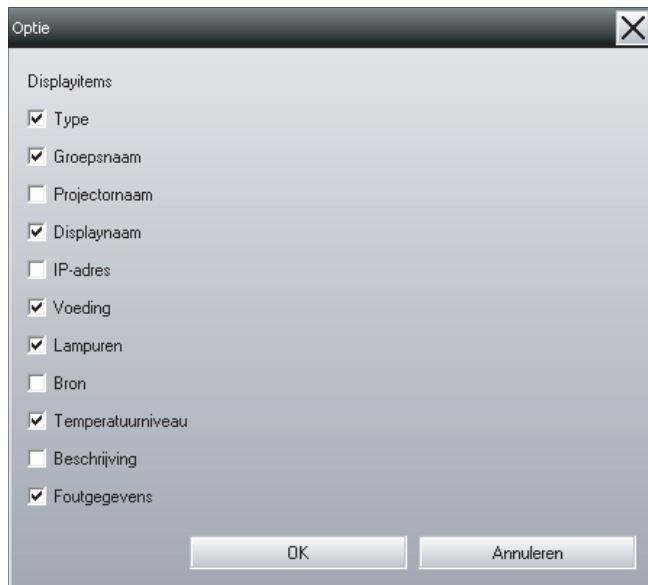 Optie
Displayitems
Type
Groepsnaam
Projectornaam
Displaynaam
IP-adres
Voeding
Lampuren
Bron
Temperatuurniveau
Beschrijving
Foutgegevens
OK
Annuleren